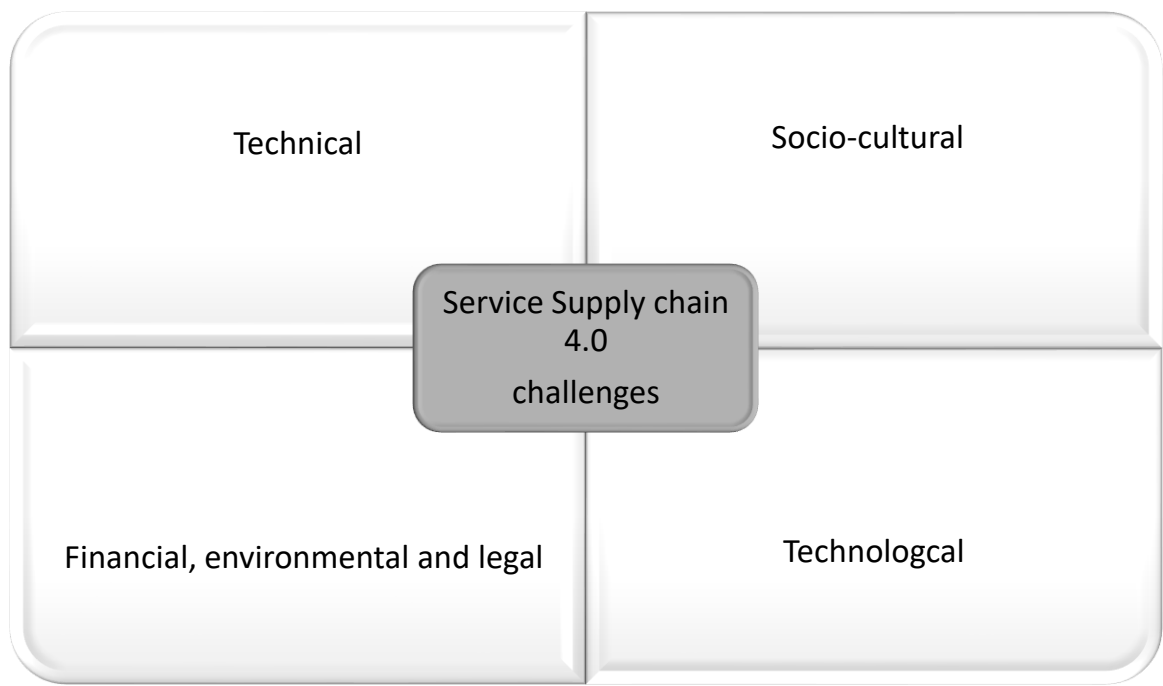 Technical
Socio-cultural
Service Supply chain
4.0
challenges
Financial, environmental and legal
Technologcal